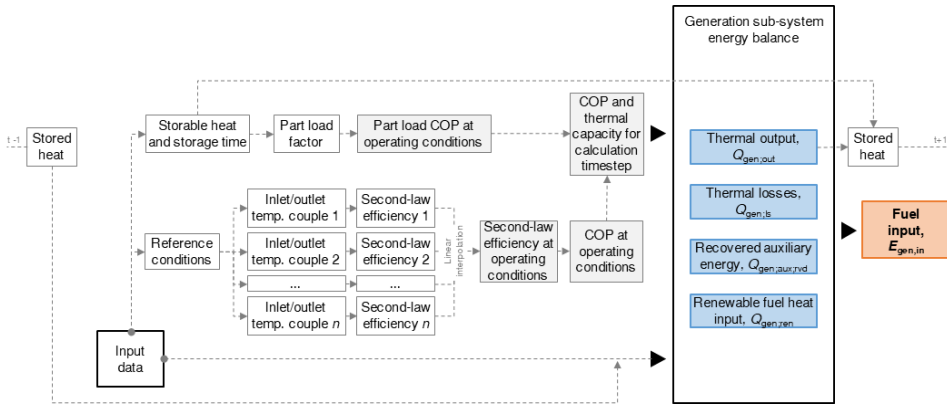 Generation sub-system
energy balance
t -1
Stored
heat
Storable heat
and storage time
Part load
factor
Part load COP at
operating conditions
COP and
thermal
capacity for
calculation
timestep
Thermal output,
Qgen;out
Stored
heat
t+1
Inlet/outlet
temp. couple 1
Second-law
efficiency 1
Thermal losses,
Qgen;ls
Fuel
input,
Egen,in
Reference
conditions
Inlet/outlet
temp. couple 2
Second-law
efficiency 2
Linear
interpolation
Second-law
efficiency at
operating
conditions
COP at
operating
conditions
Recovered auxiliary
energy, Qgen;aux;rvd
...
...
Inlet/outlet
temp. couple n
Second-law
efficiency n
Renewable fuel heat
input, Qgen;ren
Input
data